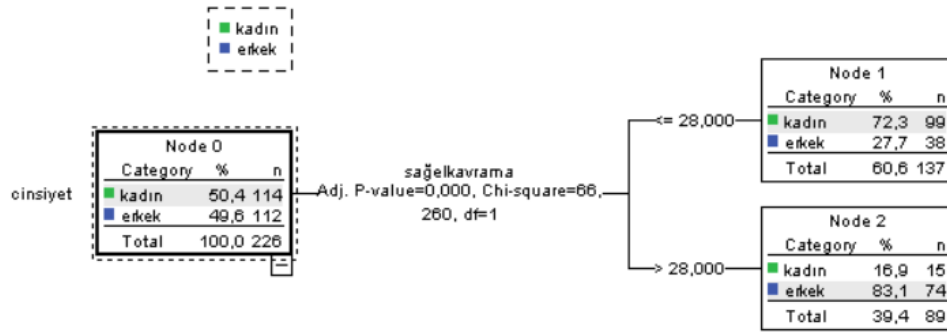 kadın
erkek
cinsiyet
Node 0
Category % n
kadın 50,4 114
erkek 49,6 112
Total 100,0 226
sağelkavrama
Adj. P-value=0,000, Chi-square=66,
260, df=1
<= 28,000
Node 1
Category % n
kadın 72,3 99
erkek 27,7 38
Total 60,6 137
> 28,000
Node 2
Category % n
kadın 16,9 15
erkek 83,1 74
Total 39,4 89